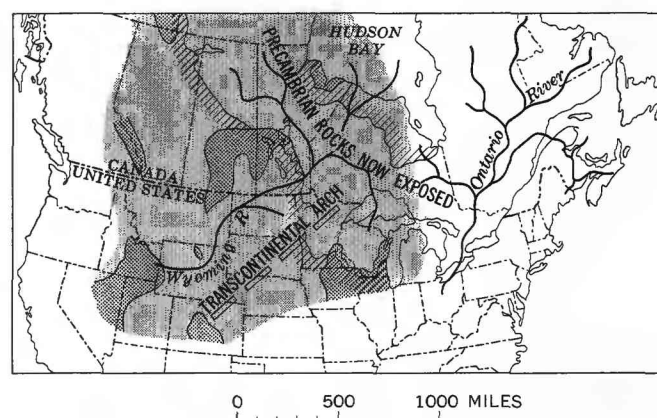 HUDSON
BAY
PRECAMBRIAN ROCKS NOW EXPOSED
Ontario River
CANADA
UNITED STATES
Wyoming R
TRANSCONTINENTAL ARCH
0 500 1000 MILES